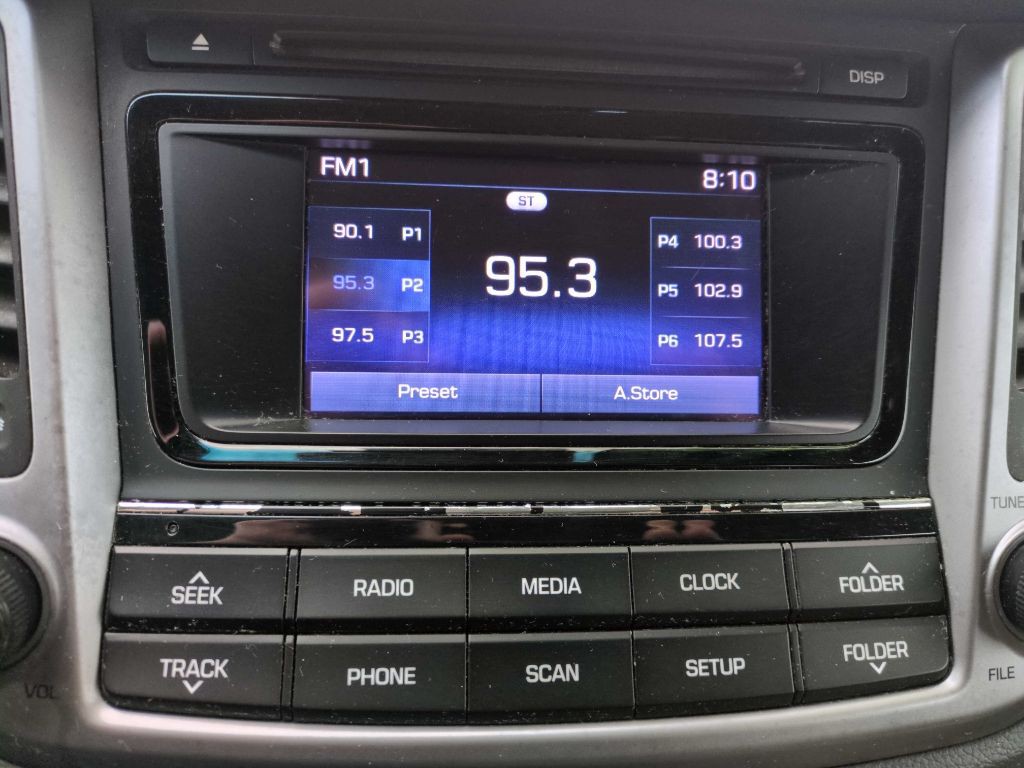 DISP
FM1
8:10
ST
90.1 P1
95.3 P2
97.5 P3
95.3
P4 100.3
P5 102.9
P6 107.5
Preset
A.Store
TUNE
SEEK
RADIO
MEDIA
CLOCK
FOLDER
TRACK
PHONE
SCAN
SETUP
FOLDER
VOL
FILE